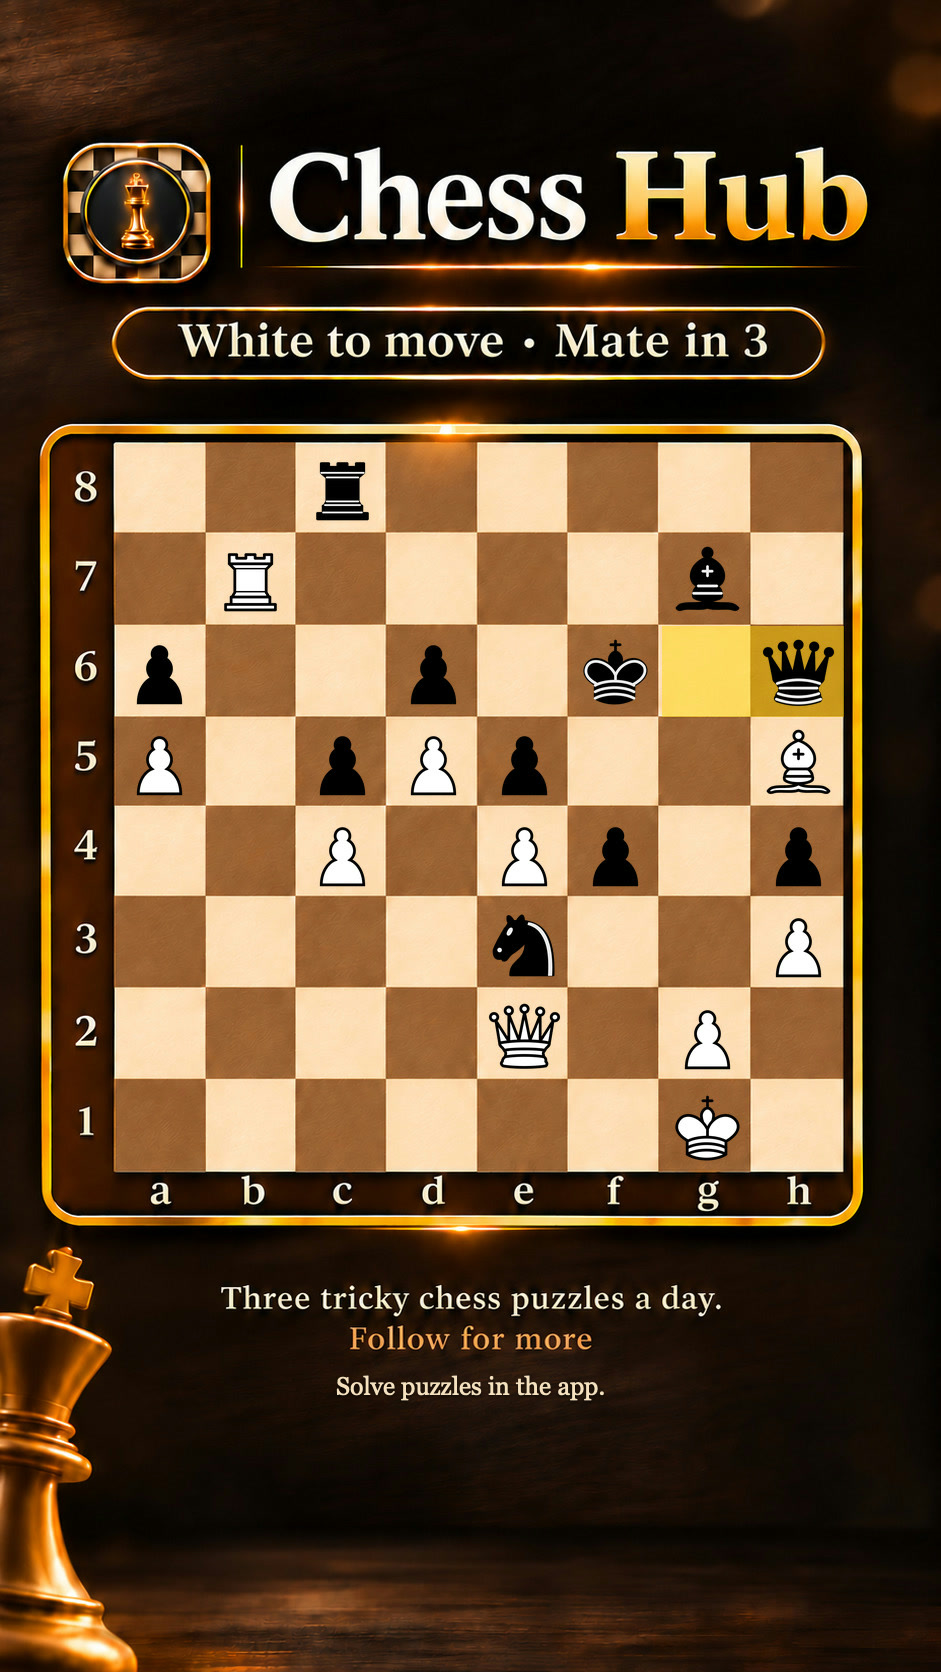 Chess Hub
White to move • Mate in 3
8
7
6
5
4
3
2
1
a b c d e f g h
Three tricky chess puzzles a day.
Follow for more
Solve puzzles in the app.